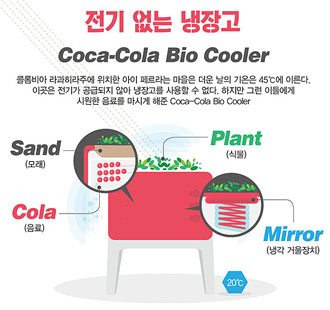 전기 없는 냉장고
Coca-Cola Bio Cooler
콜롬비아 라과히라주에 위치한 아이 페르라는 마을은 더운 날의 기온은 45℃에 이른다.
이곳은 전기가 공급되지 않아 냉장고를 사용할 수 없다. 하지만 그런 이들에게
시원한 음료를 마시게 해준 Coca-Cola Bio Cooler
Plant
(식물)
Sand
(모래)
Cola
(음료)
Mirror
(냉각 거울장치)
20℃